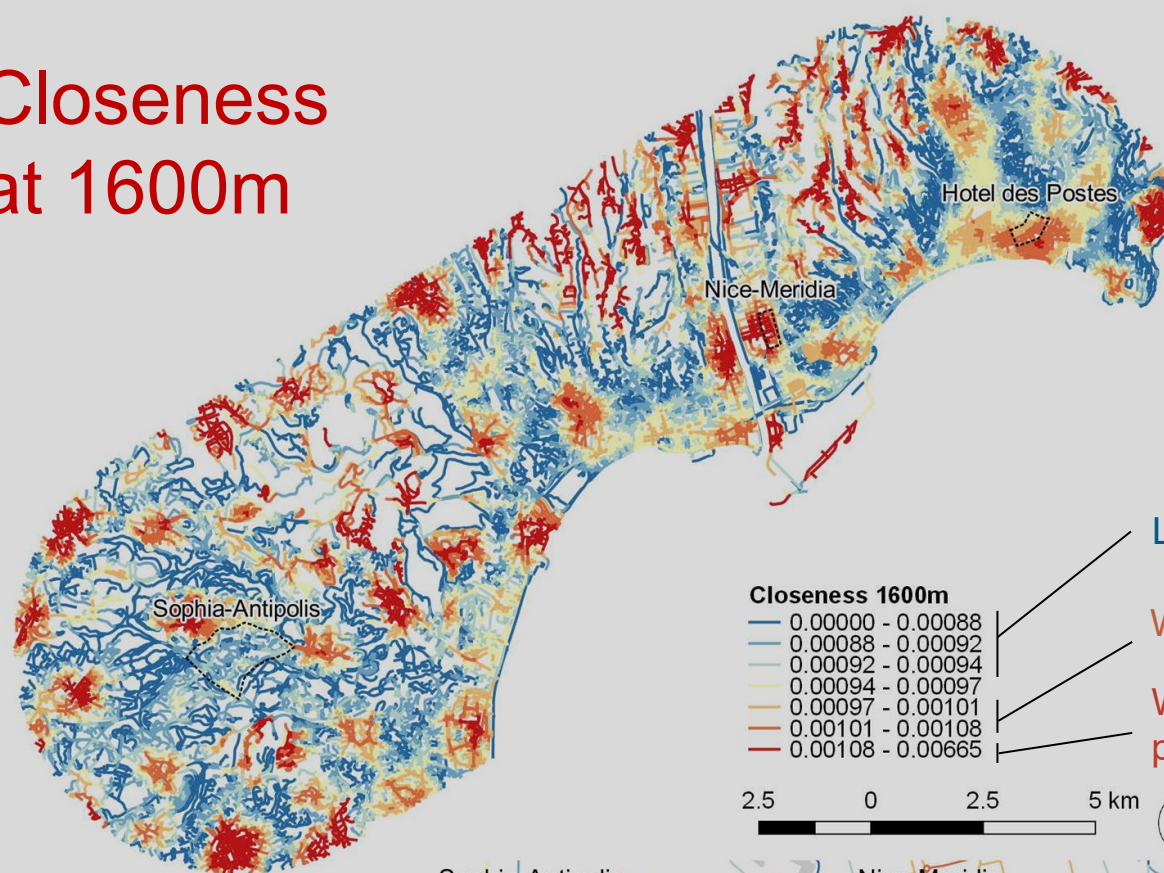 Closeness
at 1600m
Hotel des Postes
Nice-Meridia
Sophia-Antipolis
Closeness 1600m
0.00000 - 0.00088
0.00088 - 0.00092
0.00092 - 0.00094
0.00094 - 0.00097
0.00097 - 0.00101
0.00101 - 0.00108
0.00108 - 0.00665
L
W
W
p
2.5 0 2.5 5 km